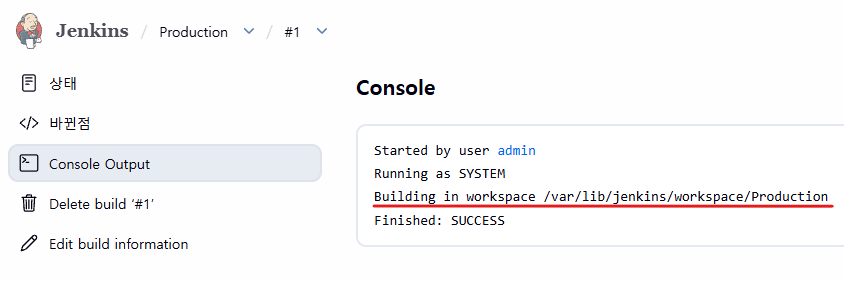 Jenkins / Production / #1
상태
바뀐점
Console Output
Delete build ‘#1’
Edit build information
Console
Started by user admin
Running as SYSTEM
Building in workspace /var/lib/jenkins/workspace/Production
Finished: SUCCESS